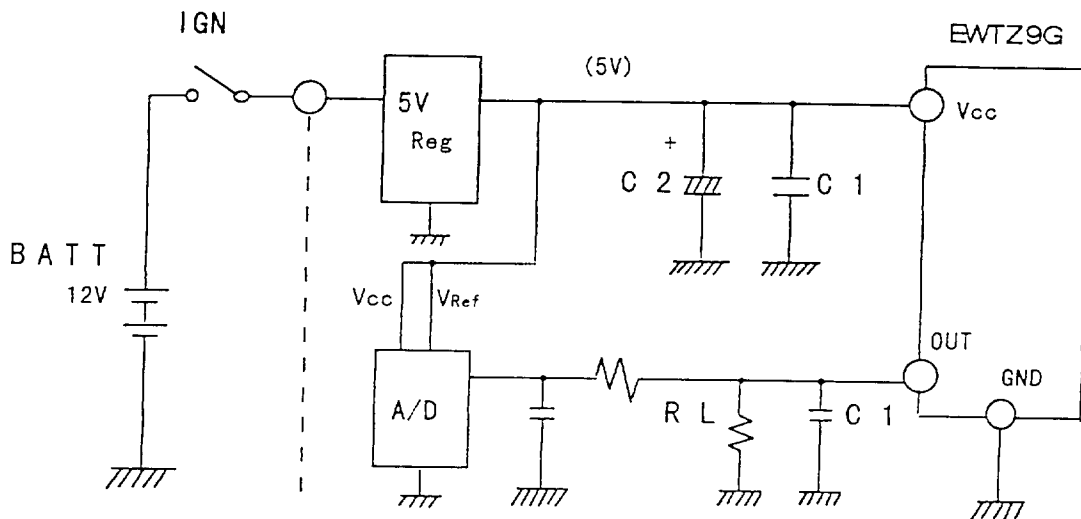 IGN
EWTZ9G
(5V)
5V
Reg
Vcc
+
C 2
C 1
BATT
12V
Vcc
VRef
OUT
GND
A/D
R L
C 1